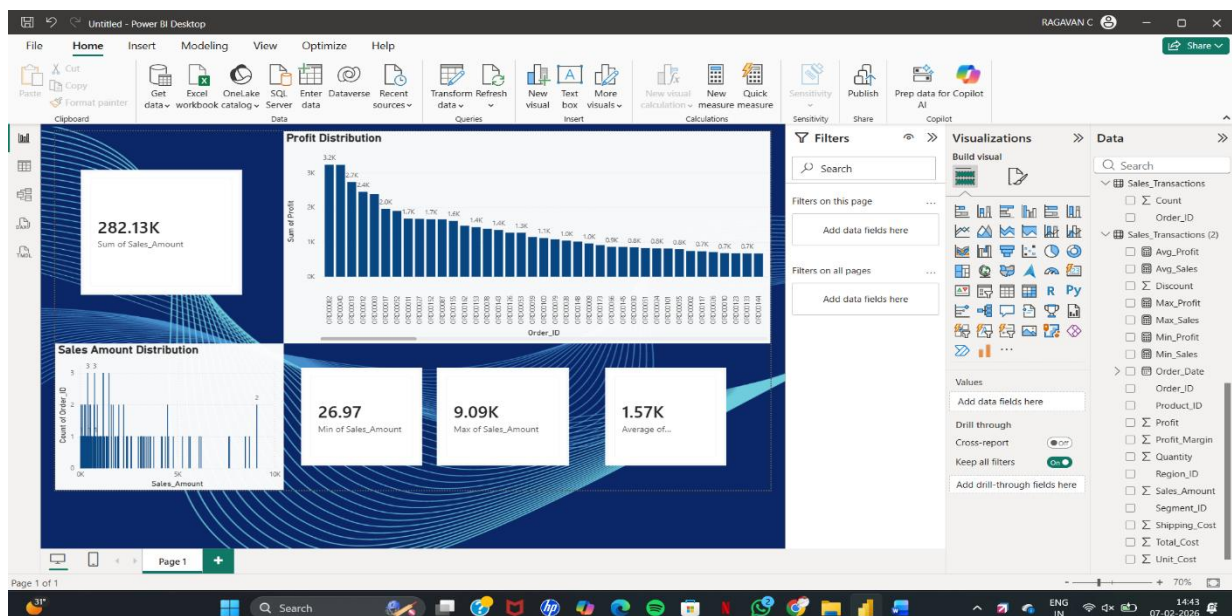 Untitled - Power BI Desktop
RAGAVAN C
File Home Insert Modeling View Optimize Help
Share
Paste
Cut
Copy
Format painter
Get data
Excel workbook
OneLake catalog
SQL Server
Enter data
Dataverse
Recent sources
Transform data
Refresh
New visual
Text box
More visuals
New visual calculation
New measure
Quick measure
Sensitivity
Publish
Prep data for AI
Copilot
Clipboard Data Queries Insert Calculations Sensitivity Share Copilot
282.13K
Sum of Sales_Amount
Profit Distribution
Sum of Profit
3K
2K
1K
0K
3.2K 2.7K 2.4K 2.0K 1.7K 1.7K 1.6K 1.4K 1.4K 1.3K 1.1K 1.0K 1.0K 0.9K 0.8K 0.8K 0.8K 0.7K 0.7K 0.7K
Order_ID
Sales Amount Distribution
Count of Order_ID
3 3
2
3
2
1
0
0K 5K 10K
Sales_Amount
26.97
Min of Sales_Amount
9.09K
Max of Sales_Amount
1.57K
Average of...
Filters
Search
Filters on this page ...
Add data fields here
Filters on all pages ...
Add data fields here
Visualizations
Build visual
R Py
...
Values
Add data fields here
Drill through
Cross-report Off
Keep all filters On
Add drill-through fields here
Data
Search
Sales_Transactions
Count
Order_ID
Sales_Transactions (2)
Avg_Profit
Avg_Sales
Discount
Max_Profit
Max_Sales
Min_Profit
Min_Sales
Order_Date
Order_ID
Product_ID
Profit
Profit_Margin
Quantity
Region_ID
Sales_Amount
Segment_ID
Shipping_Cost
Total_Cost
Unit_Cost
Page 1
Page 1 of 1
70%
31°
Search
ENG
IN
14:43
07-02-2026